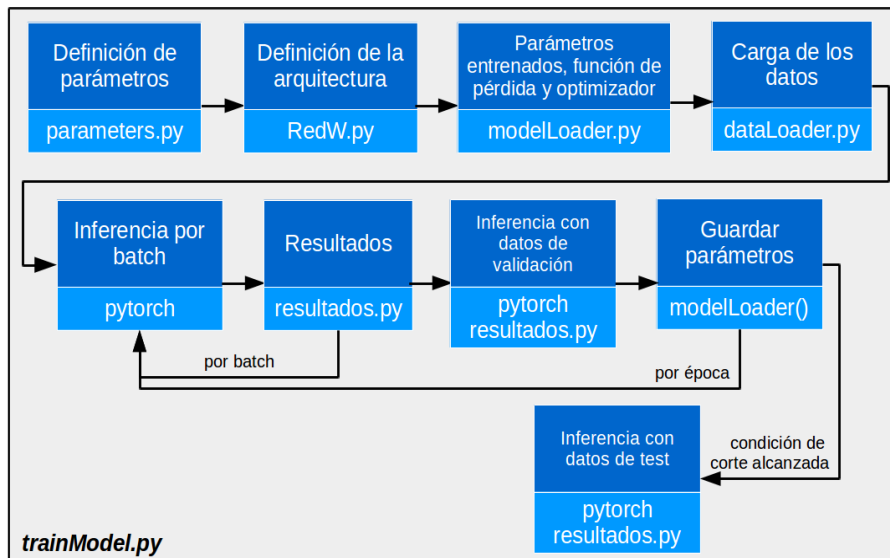 Definición de
parámetros
parameters.py
Definición de la
arquitectura
RedW.py
Parámetros
entrenados, función de
pérdida y optimizador
modelLoader.py
Carga de los
datos
dataLoader.py
Inferencia por
batch
pytorch
Resultados
resultados.py
Inferencia con
datos de
validación
pytorch
resultados.py
Guardar
parámetros
modelLoader()
por batch
por época
Inferencia con
datos de test
pytorch
resultados.py
condición de
corte alcanzada
trainModel.py